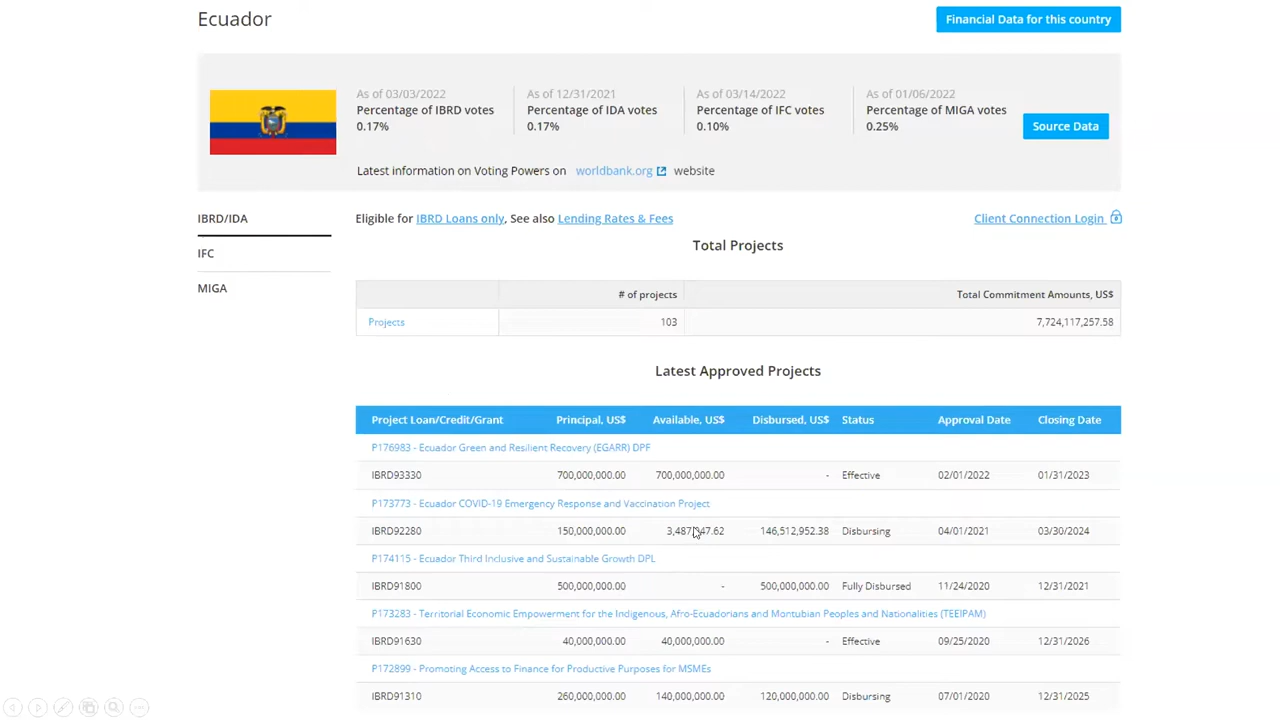 Ecuador
Financial Data for this country
As of 03/03/2022 As of 12/31/2021 As of 03/14/2022 As of 01/06/2022
Percentage of IBRD votes Percentage of IDA votes Percentage of IFC votes Percentage of MIGA votes
0.17% 0.17% 0.10% 0.25% Source Data
Latest information on Voting Powers on worldbank.org website
IBRD/IDA
IFC
MIGA
Eligible for IBRD Loans only, See also Lending Rates & Fees Client Connection Login
Total Projects
# of projects Total Commitment Amounts, US$
Projects 103 7,724,117,257.58
Latest Approved Projects
Project Loan/Credit/Grant Principal, US$ Available, US$ Disbursed, US$ Status Approval Date Closing Date
P176983 - Ecuador Green and Resilient Recovery (EGARR) DPF
IBRD93330 700,000,000.00 700,000,000.00 - Effective 02/01/2022 01/31/2023
P173773 - Ecuador COVID-19 Emergency Response and Vaccination Project
IBRD92280 150,000,000.00 146,512,952.38 Disbursing 04/01/2021 03/30/2024
P174115 - Ecuador Third Inclusive and Sustainable Growth DPL
IBRD91800 500,000,000.00 - 500,000,000.00 Fully Disbursed 11/24/2020 12/31/2021
P173283 - Territorial Economic Empowerment for the Indigenous, Afro-Ecuadorians and Montubian Peoples and Nationalities (TEEIPAM)
IBRD91630 40,000,000.00 40,000,000.00 - Effective 09/25/2020 12/31/2026
P172899 - Promoting Access to Finance for Productive Purposes for MSMEs
IBRD91310 260,000,000.00 140,000,000.00 120,000,000.00 Disbursing 07/01/2020 12/31/2025